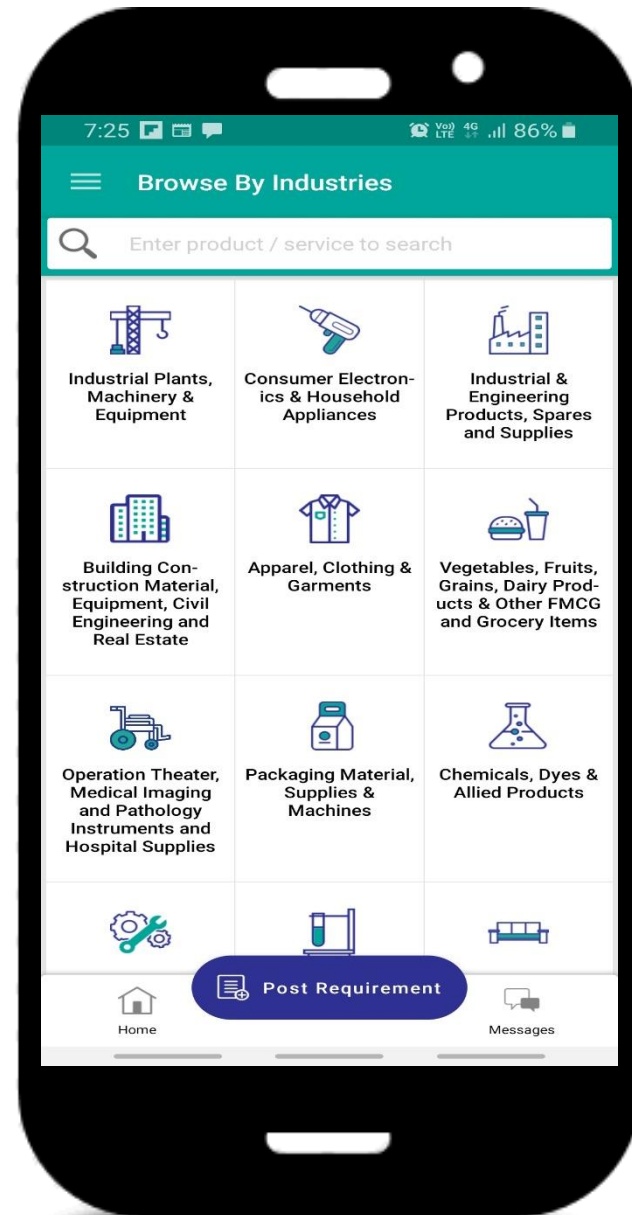 7:25 86%
Vo)) LTE 4G
Browse By Industries
Enter product / service to search
Industrial Plants,
Machinery &
Equipment
Consumer Electron-
ics & Household
Appliances
Industrial &
Engineering
Products, Spares
and Supplies
Building Con-
struction Material,
Equipment, Civil
Engineering and
Real Estate
Apparel, Clothing &
Garments
Vegetables, Fruits,
Grains, Dairy Prod-
ucts & Other FMCG
and Grocery Items
Operation Theater,
Medical Imaging
and Pathology
Instruments and
Hospital Supplies
Packaging Material,
Supplies &
Machines
Chemicals, Dyes &
Allied Products
Post Requirement
Home
Messages